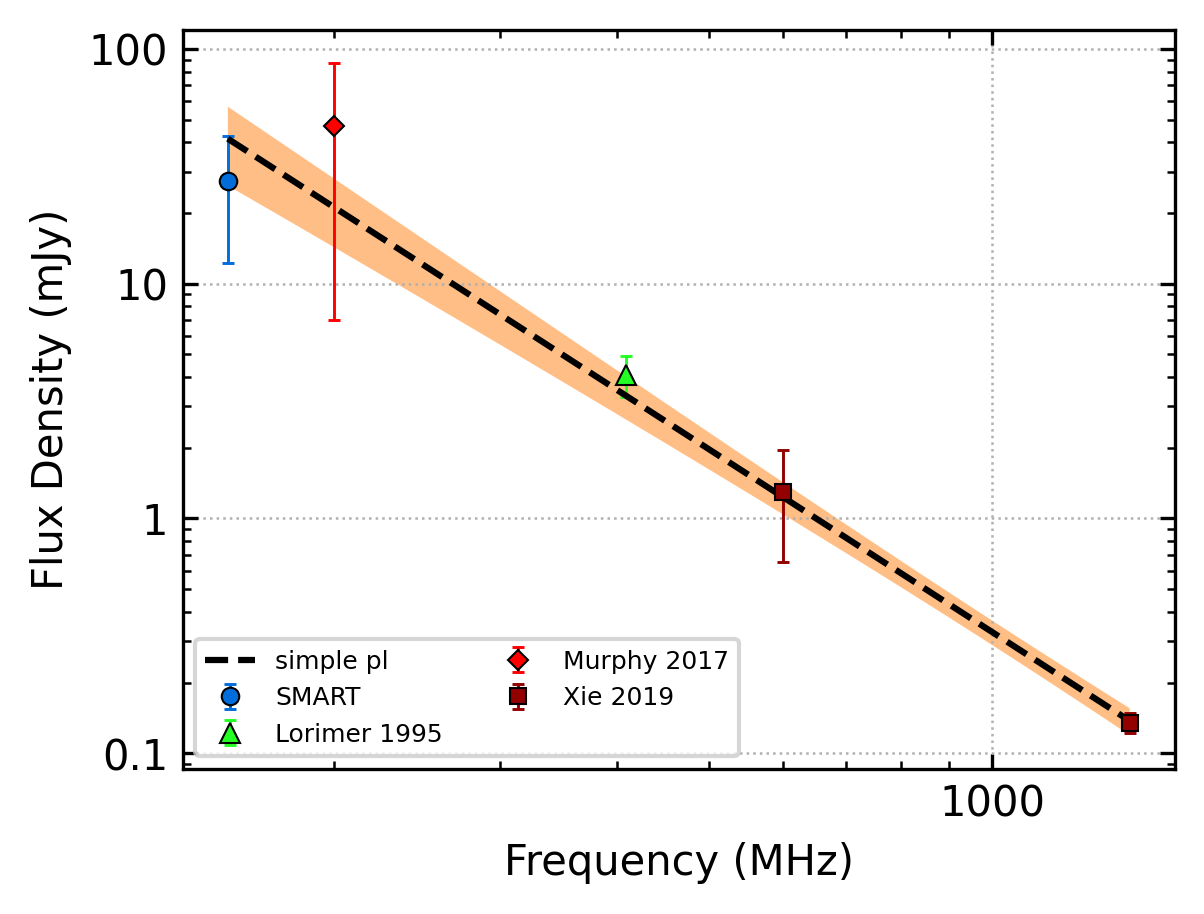 100
10
1
0.1
Flux Density (mJy)
simple pl
SMART
Lorimer 1995
Murphy 2017
Xie 2019
1000
Frequency (MHz)